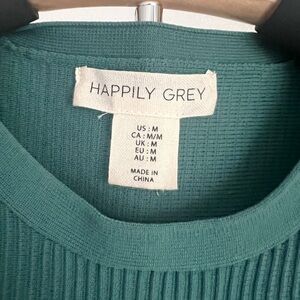 HAPPILY GREY
US : M
CA : M/M
UK : M
EU : M
AU : M
MADE IN
CHINA